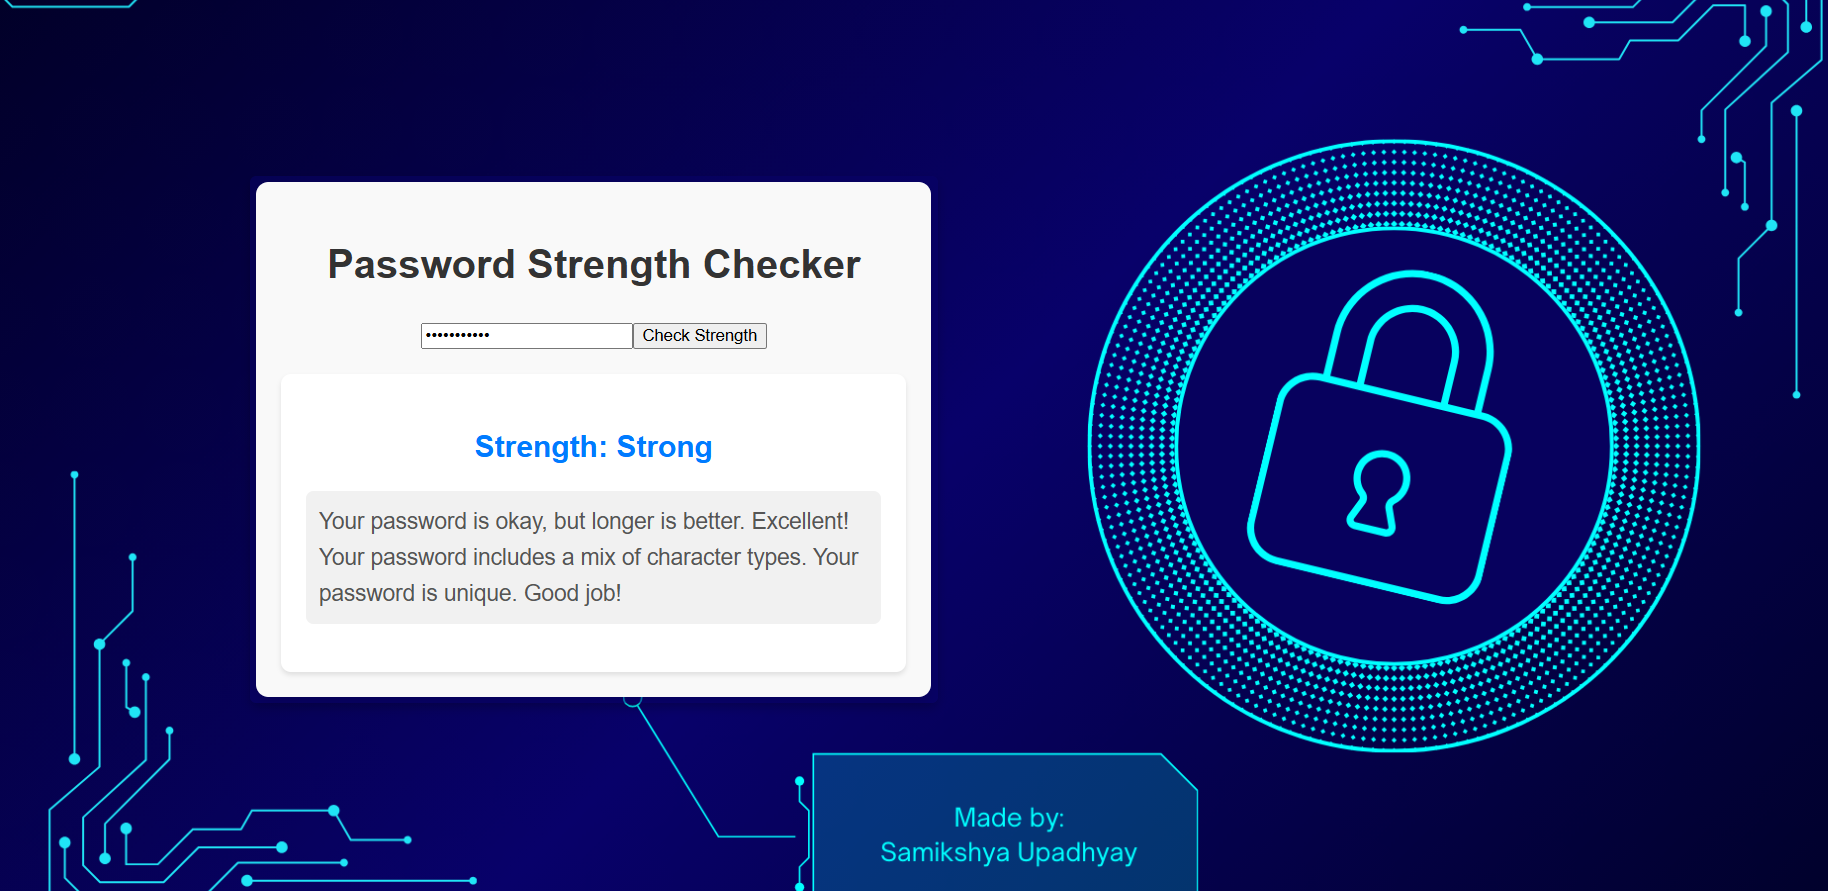 Password Strength Checker
•••••••••••
Check Strength
Strength: Strong
Your password is okay, but longer is better. Excellent!
Your password includes a mix of character types. Your
password is unique. Good job!
Made by:
Samikshya Upadhyay